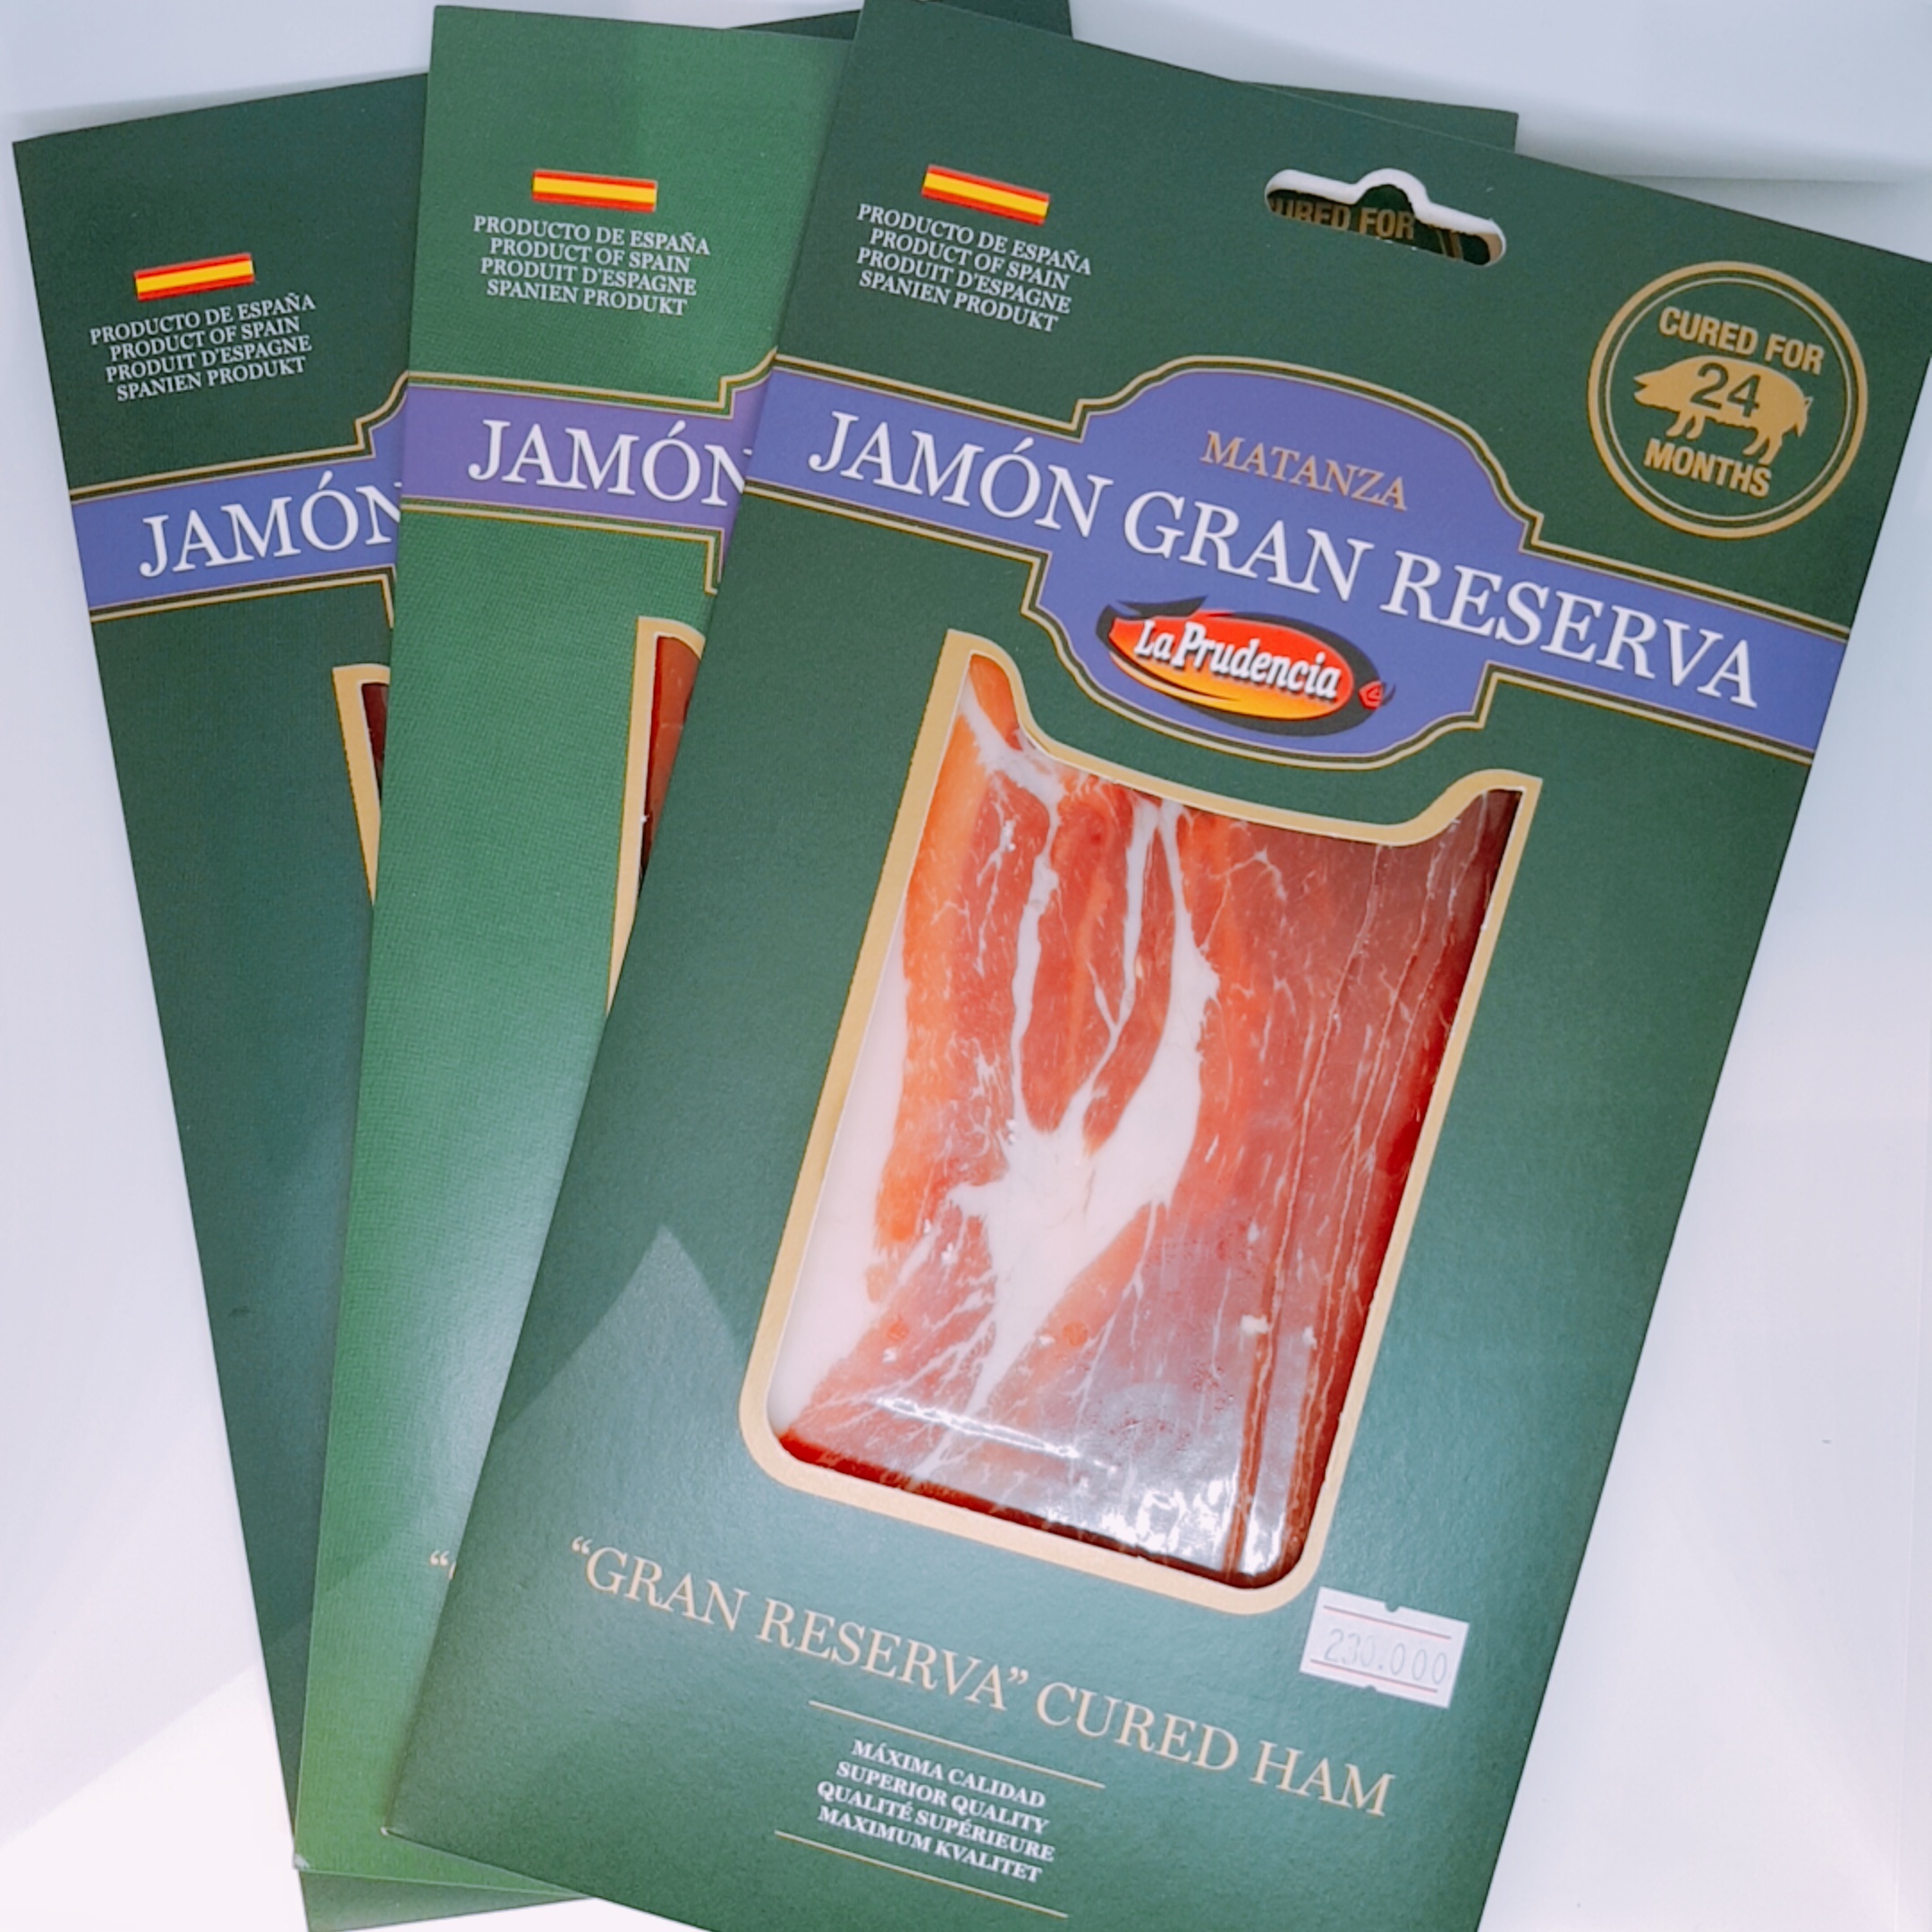 PRODUCTO DE ESPAÑA
PRODUCT OF SPAIN
PRODUIT D'ESPAGNE
SPANIEN PRODUKT
JAMÓN
PRODUCTO DE ESPAÑA
PRODUCT OF SPAIN
PRODUIT D'ESPAGNE
SPANIEN PRODUKT
JAMÓN
PRODUCTO DE ESPAÑA
PRODUCT OF SPAIN
PRODUIT D'ESPAGNE
SPANIEN PRODUKT
CURED FOR
CURED FOR
24
MONTHS
MATANZA
JAMÓN GRAN RESERVA
La Prudencia
230.000
“GRAN RESERVA” CURED HAM
MÁXIMA CALIDAD
SUPERIOR QUALITY
QUALITÉ SUPÉRIEURE
MAXIMUM KVALITET